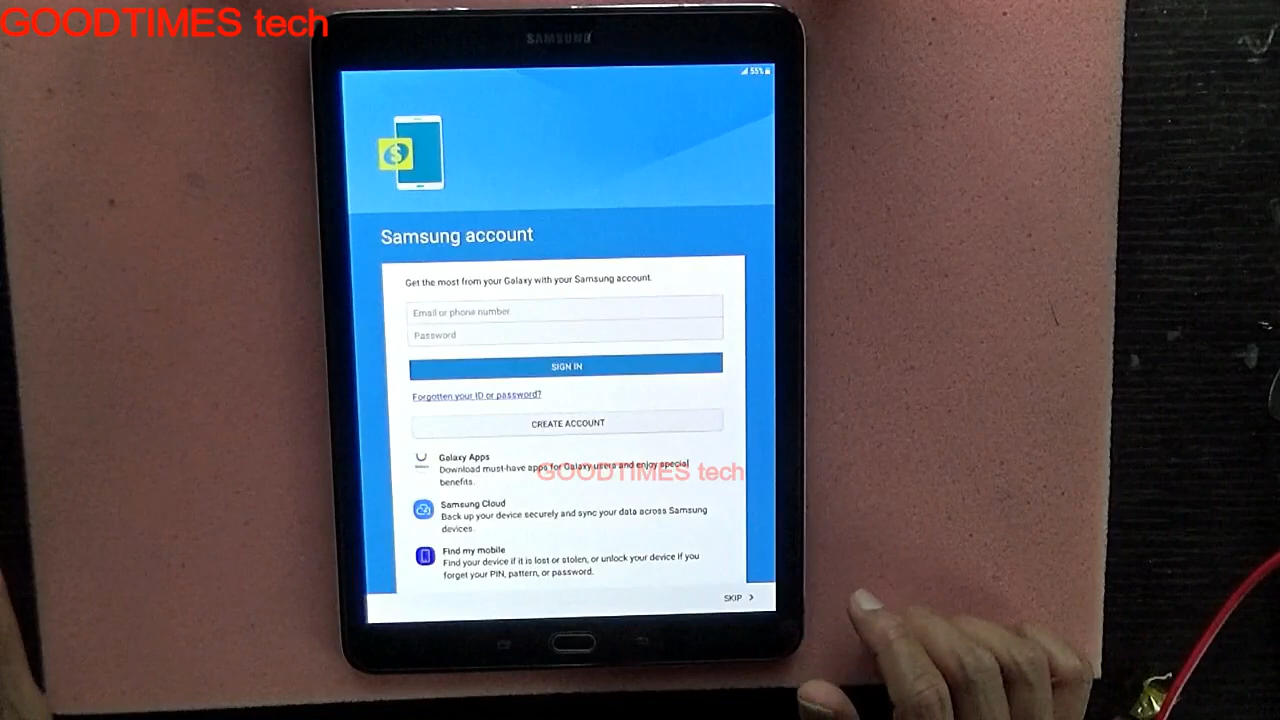 GOODTIMES tech
SAMSUNG
55%
Samsung account
Get the most from your Galaxy with your Samsung account.
Email or phone number
Password
SIGN IN
Forgotten your ID or password?
CREATE ACCOUNT
Galaxy Apps
Download must-have apps for Galaxy users and enjoy special
benefits.
GOODTIMES tech
Samsung Cloud
Back up your device securely and sync your data across Samsung
devices.
Find my mobile
Find your device if it is lost or stolen, or unlock your device if you
forget your PIN, pattern, or password.
SKIP >